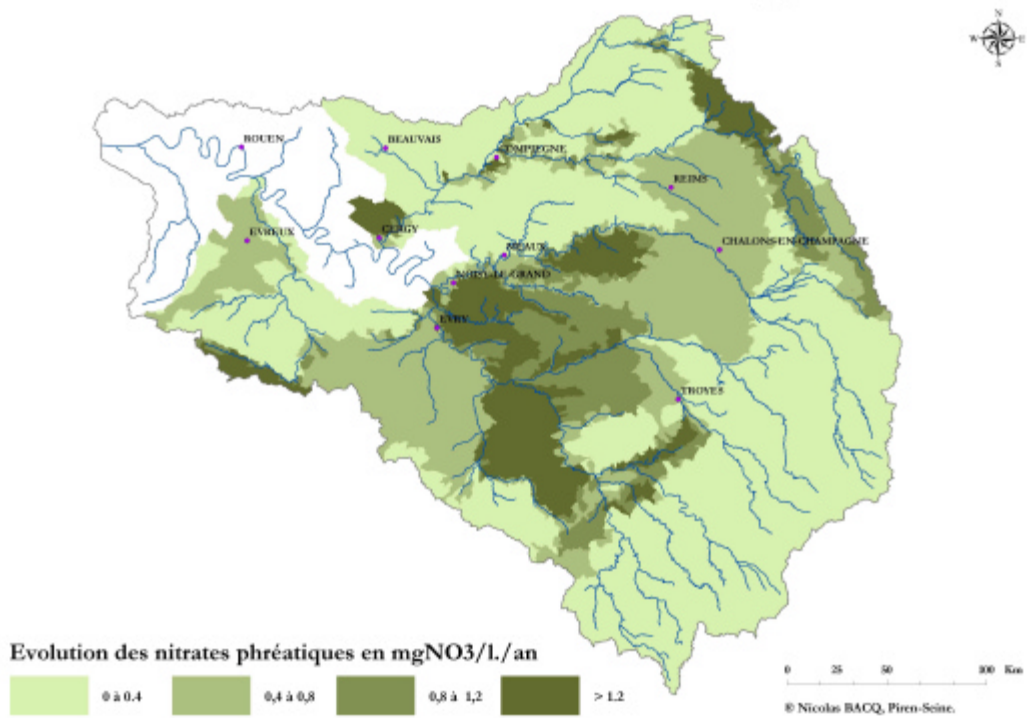 N
W E
S
ROUEN
BEAUVAIS
COMPIEGNE
REIMS
CERGY
EVREUX
CHALONS-EN-CHAMPAGNE
MEAUX
NOISY-LE-GRAND
EVRY
TROYES
Evolution des nitrates phréatiques en mgNO3/l./an
0 à 0.4
0,4 à 0,8
0,8 à 1,2
> 1.2
0 25 50 100 Km
© Nicolas BACQ, Piren-Seine.